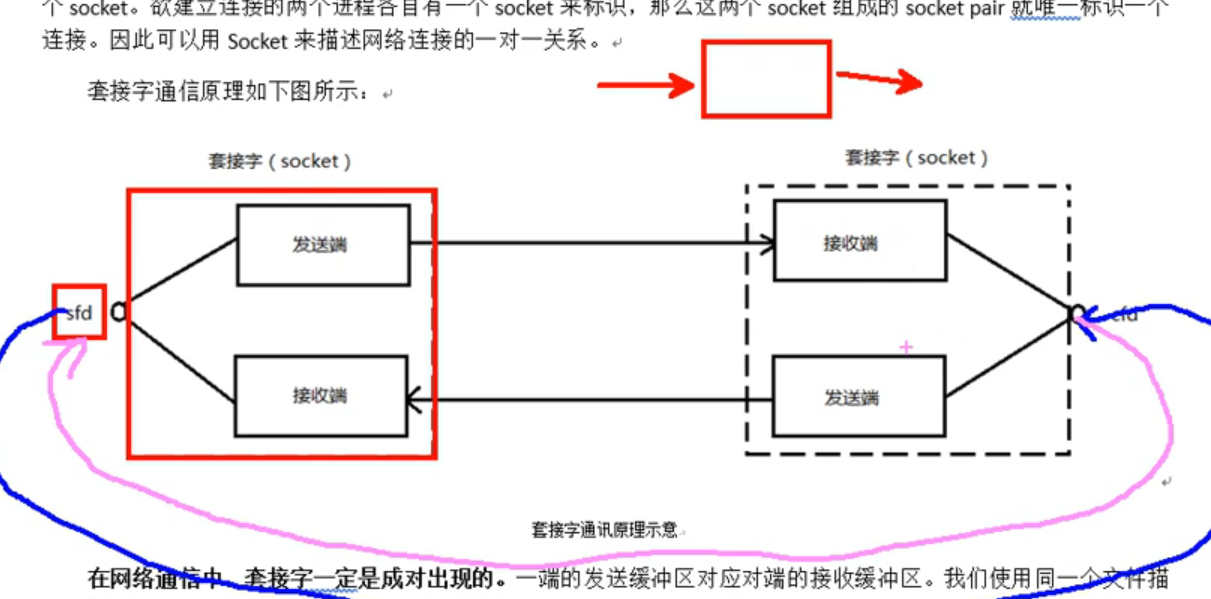 个 socket。欲建立连接的两个进程各自有一个 socket 来标识，那么这两个 socket 组成的 socket pair 就唯一标识一个
连接。因此可以用 Socket 来描述网络连接的一对一关系。
套接字通信原理如下图所示：
套接字（socket） 套接字（socket）
发送端 接收端
sfd cfd
接收端 发送端
套接字通讯原理示意
在网络通信中，套接字一定是成对出现的。一端的发送缓冲区对应对端的接收缓冲区。我们使用同一个文件描